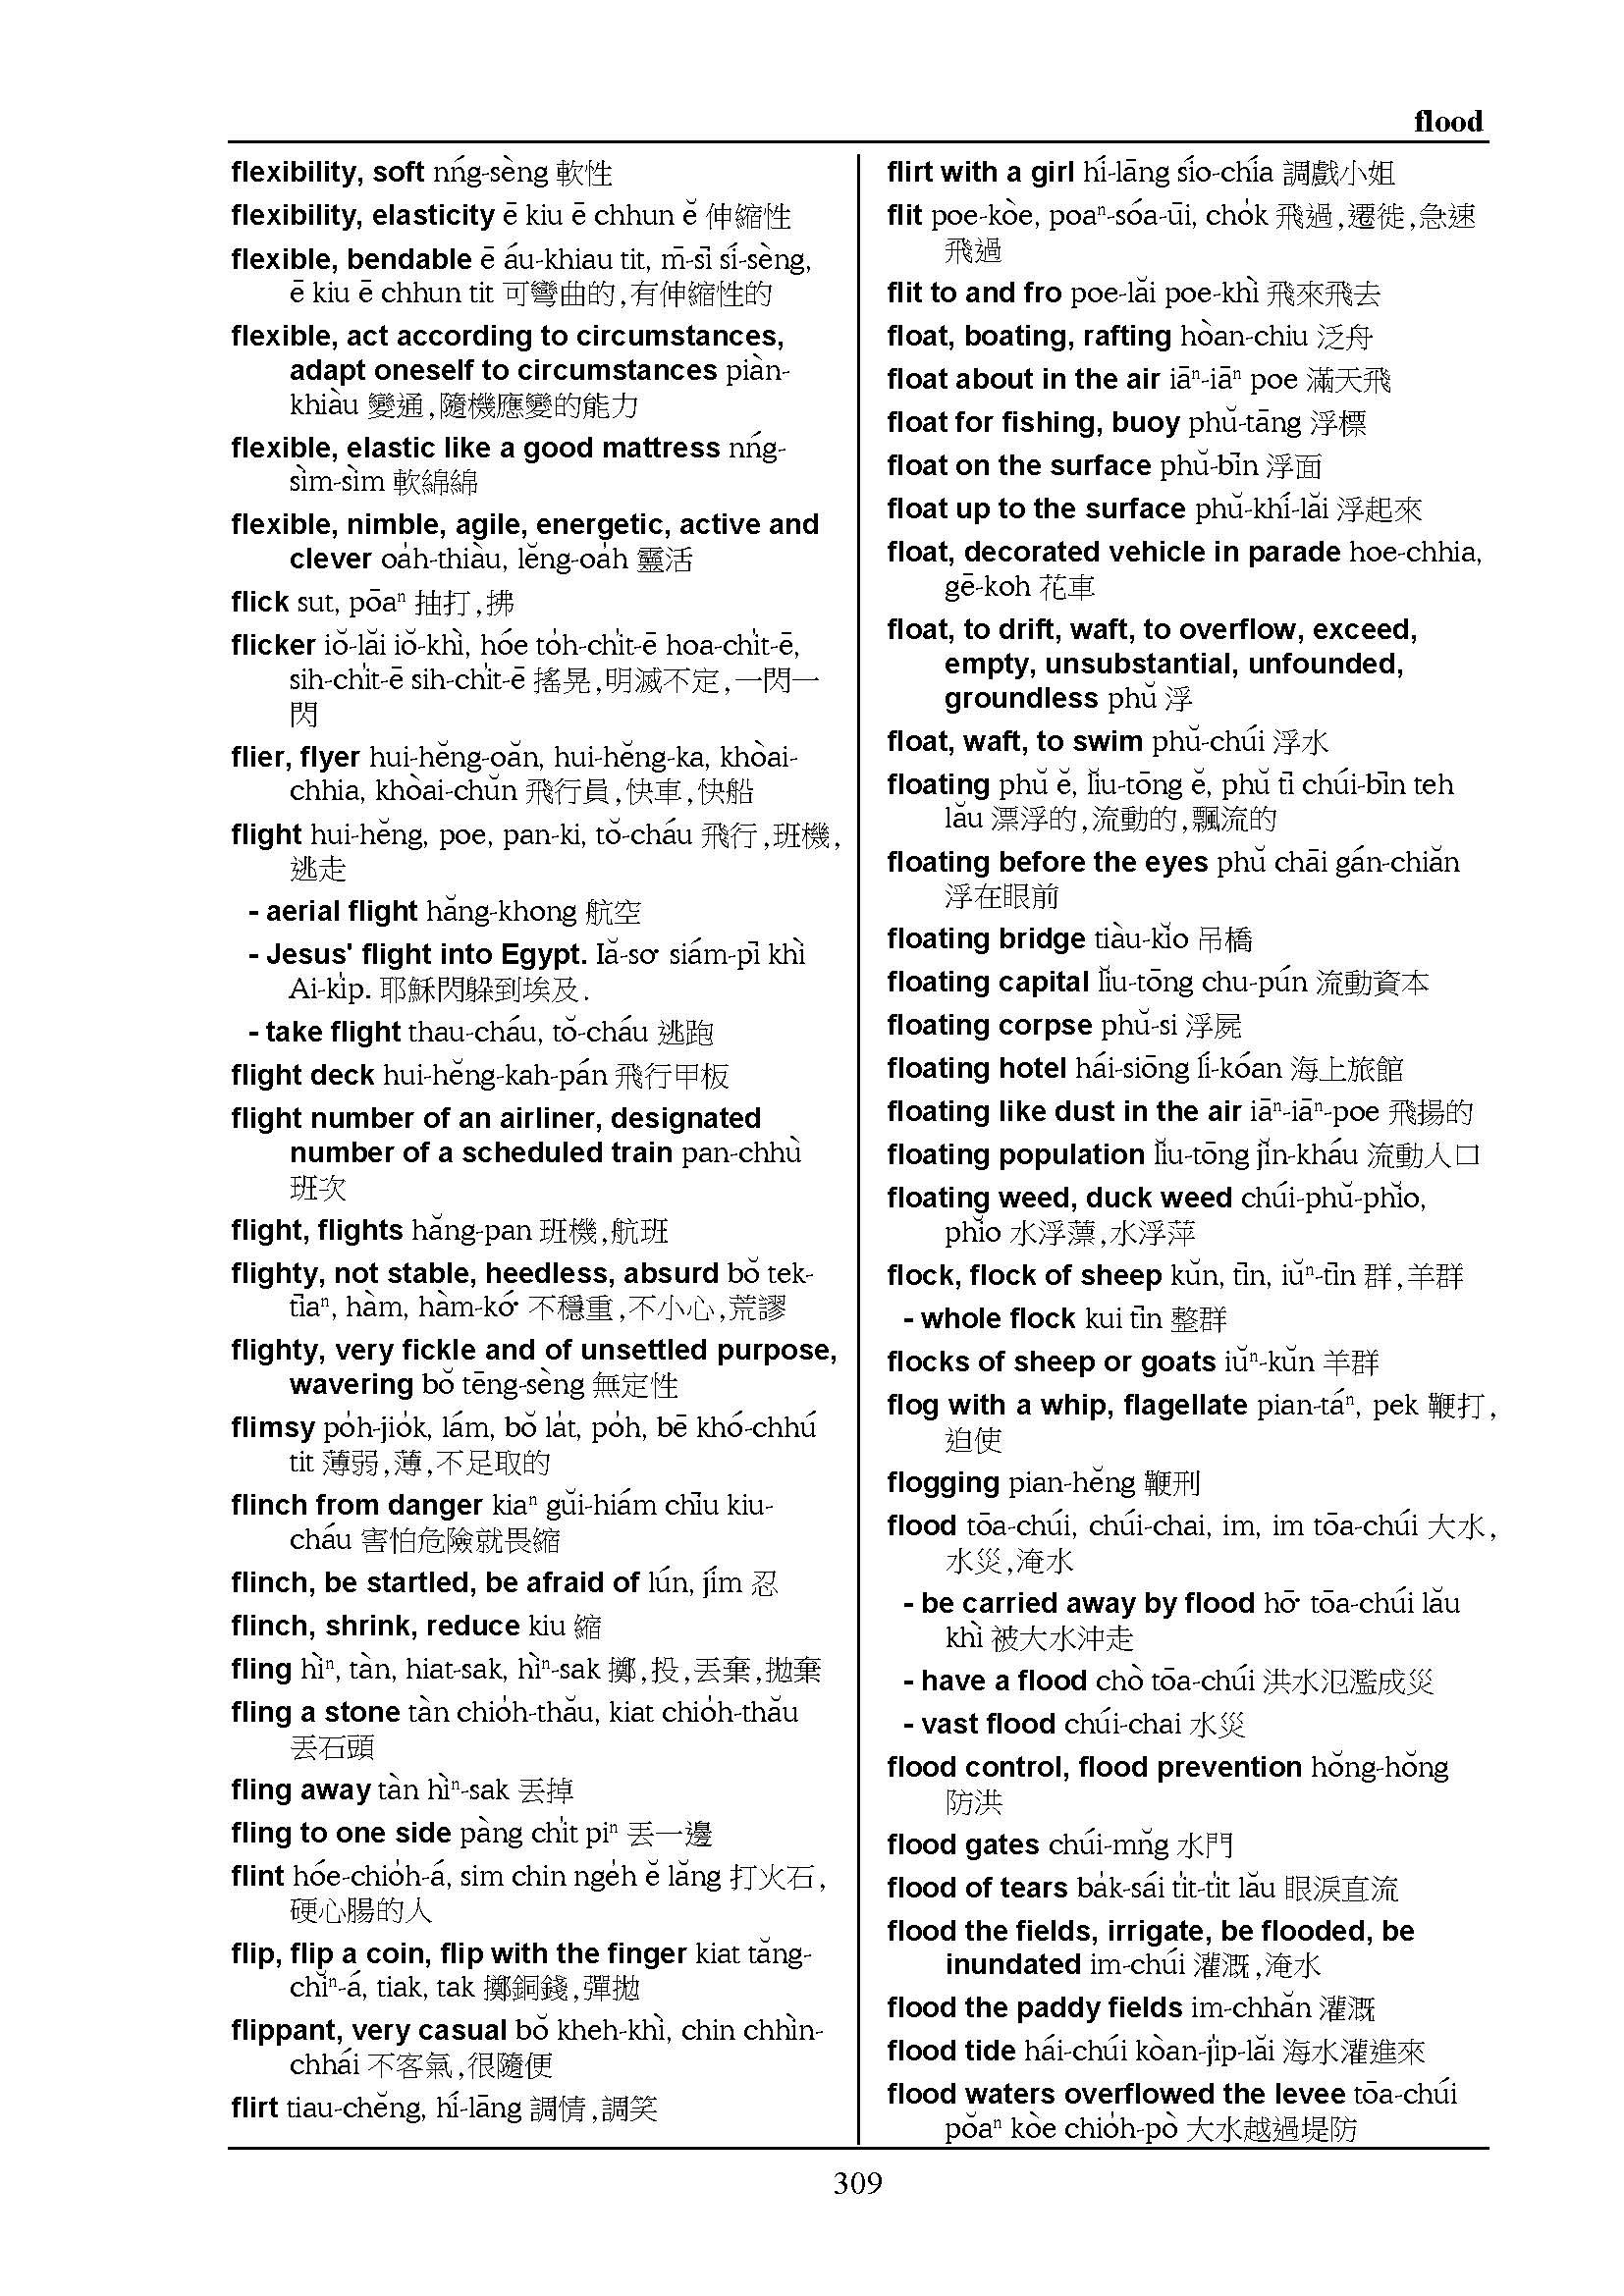 flood
flexibility, soft nńg-sèng 軟性
flexibility, elasticity ē kiu ē chhun ĕ 伸縮性
flexible, bendable ē áu-khiau tit, m̄-sī sí-sèng,
ē kiu ē chhun tit 可彎曲的,有伸縮性的
flexible, act according to circumstances,
adapt oneself to circumstances piàn-
khiàu 變通,隨機應變的能力
flexible, elastic like a good mattress nńg-
sìm-sìm 軟綿綿
flexible, nimble, agile, energetic, active and
clever oa̍h-thiàu, lĕng-oa̍h 靈活
flick sut, pōaⁿ 抽打,拂
flicker iŏ-lăi iŏ-khì, hóe to̍h-chi̍t-ē hoa-chi̍t-ē,
sih-chi̍t-ē sih-chi̍t-ē 搖晃,明滅不定,一閃一
閃
flier, flyer hui-hĕng-oăn, hui-hĕng-ka, khòai-
chhia, khòai-chŭn 飛行員,快車,快船
flight hui-hĕng, poe, pan-ki, tŏ-cháu 飛行,班機,
逃走
- aerial flight hăng-khong 航空
- Jesus' flight into Egypt. Iă-so͘ siám-pī khì
Ai-ki̍p. 耶穌閃躲到埃及.
- take flight thau-cháu, tŏ-cháu 逃跑
flight deck hui-hĕng-kah-pán 飛行甲板
flight number of an airliner, designated
number of a scheduled train pan-chhù
班次
flight, flights hăng-pan 班機,航班
flighty, not stable, heedless, absurd bŏ tek-
tīaⁿ, hàm, hàm-kó͘ 不穩重,不小心,荒謬
flighty, very fickle and of unsettled purpose,
wavering bŏ tēng-sèng 無定性
flimsy po̍h-jio̍k, lám, bŏ la̍t, po̍h, bē khó-chhú
tit 薄弱,薄,不足取的
flinch from danger kiaⁿ gŭi-hiám chīu kiu-
cháu 害怕危險就畏縮
flinch, be startled, be afraid of lún, jím 忍
flinch, shrink, reduce kiu 縮
fling hìⁿ, tàn, hiat-sak, hìⁿ-sak 擲,投,丟棄,拋棄
fling a stone tàn chio̍h-thău, kiat chio̍h-thău
丟石頭
fling away tàn hìⁿ-sak 丟掉
fling to one side pàng chi̍t piⁿ 丟一邊
flint hóe-chio̍h-á, sim chin nge̍h ĕ lăng 打火石,
硬心腸的人
flip, flip a coin, flip with the finger kiat tăng-
chĭⁿ-á, tiak, tak 擲銅錢,彈拋
flippant, very casual bŏ kheh-khì, chin chhìn-
chhái 不客氣,很隨便
flirt tiau-chĕng, hí-lāng 調情,調笑
flirt with a girl hí-lāng sío-chía 調戲小姐
flit poe-kòe, poaⁿ-sóa-ūi, cho̍k 飛過,遷徙,急速
飛過
flit to and fro poe-lăi poe-khì 飛來飛去
float, boating, rafting hòan-chiu 泛舟
float about in the air iāⁿ-iāⁿ poe 滿天飛
float for fishing, buoy phŭ-tāng 浮標
float on the surface phŭ-bīn 浮面
float up to the surface phŭ-khí-lăi 浮起來
float, decorated vehicle in parade hoe-chhia,
gē-koh 花車
float, to drift, waft, to overflow, exceed,
empty, unsubstantial, unfounded,
groundless phŭ 浮
float, waft, to swim phŭ-chúi 浮水
floating phŭ ĕ, lĭu-tōng ĕ, phŭ tī chúi-bīn teh
lău 漂浮的,流動的,飄流的
floating before the eyes phŭ chāi gán-chiăn
浮在眼前
floating bridge tiàu-kĭo 吊橋
floating capital lĭu-tōng chu-pún 流動資本
floating corpse phŭ-si 浮屍
floating hotel hái-siōng lí-kóan 海上旅館
floating like dust in the air iāⁿ-iāⁿ-poe 飛揚的
floating population lĭu-tōng jĭn-kháu 流動人口
floating weed, duck weed chúi-phŭ-phĭo,
phĭo 水浮薸,水浮萍
flock, flock of sheep kŭn, tīn, iŭⁿ-tīn 群,羊群
- whole flock kui tīn 整群
flocks of sheep or goats iŭⁿ-kŭn 羊群
flog with a whip, flagellate pian-táⁿ, pek 鞭打,
迫使
flogging pian-hĕng 鞭刑
flood tōa-chúi, chúi-chai, im, im tōa-chúi 大水,
水災,淹水
- be carried away by flood hō͘ tōa-chúi lău
khì 被大水沖走
- have a flood chò tōa-chúi 洪水氾濫成災
- vast flood chúi-chai 水災
flood control, flood prevention hŏng-hŏng
防洪
flood gates chúi-mn̆g 水門
flood of tears ba̍k-sái ti̍t-ti̍t lău 眼淚直流
flood the fields, irrigate, be flooded, be
inundated im-chúi 灌溉,淹水
flood the paddy fields im-chhăn 灌溉
flood tide hái-chúi kòan-ji̍p-lăi 海水灌進來
flood waters overflowed the levee tōa-chúi
pŏaⁿ kòe chio̍h-pò 大水越過堤防
309